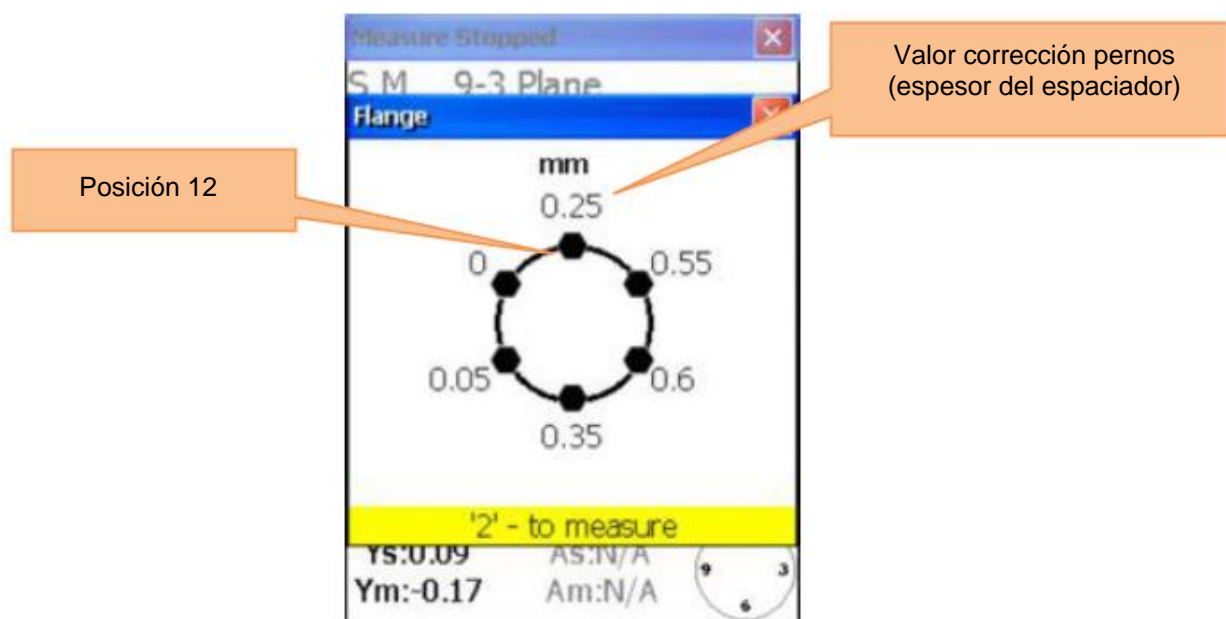 Measure Stopped
Valor corrección pernos
(espesor del espaciador)
S M 9-3 Plane
Flange
mm
Posición 12
0.25
0
0.55
0.05
0.6
0.35
'2' - to measure
Ys:0.09 As:N/A
9 3
Ym:-0.17 Am:N/A
6